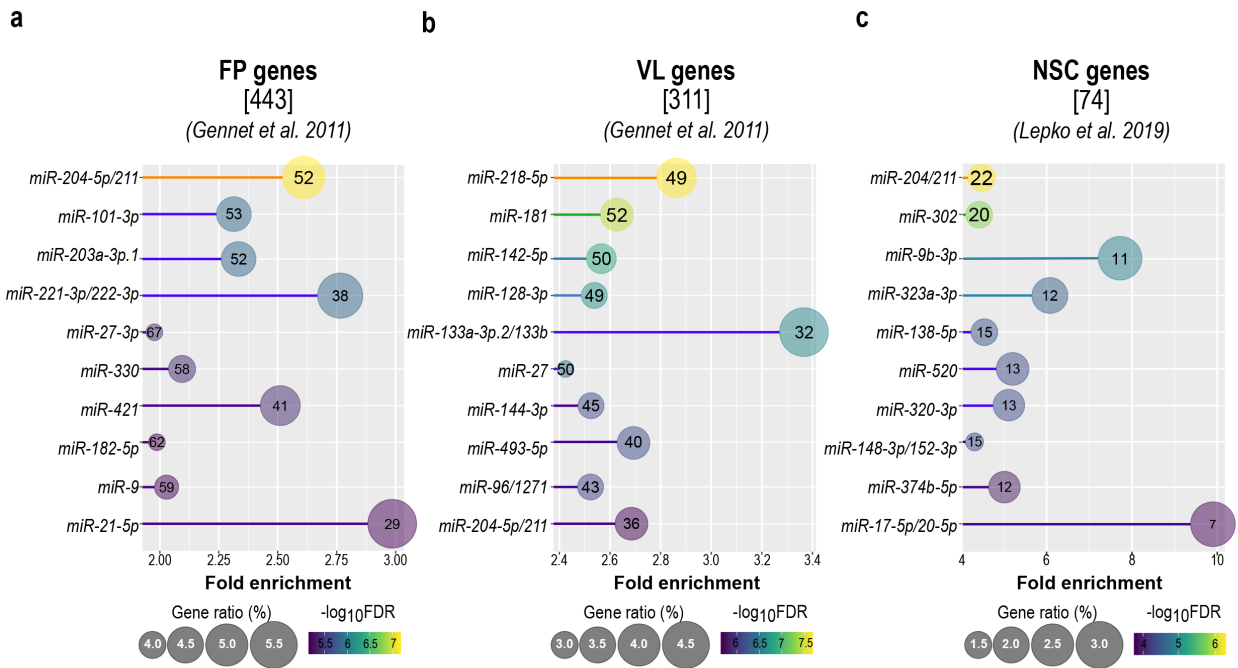 a
FP genes
[443]
(Gennet et al. 2011)
miR-204-5p/211
52
miR-101-3p
53
miR-203a-3p.1
52
miR-221-3p/222-3p
38
miR-27-3p
67
miR-330
58
miR-421
41
miR-182-5p
62
miR-9
59
miR-21-5p
29
2.00 2.25 2.50 2.75 3.00
Fold enrichment
Gene ratio (%)
4.0 4.5 5.0 5.5
-log10FDR
5.5 6 6.5 7
b
VL genes
[311]
(Gennet et al. 2011)
miR-218-5p
49
miR-181
52
miR-142-5p
50
miR-128-3p
49
miR-133a-3p.2/133b
32
miR-27
50
miR-144-3p
45
miR-493-5p
40
miR-96/1271
43
miR-204-5p/211
36
2.4 2.6 2.8 3.0 3.2 3.4
Fold enrichment
Gene ratio (%)
3.0 3.5 4.0 4.5
-log10FDR
6 6.5 7 7.5
c
NSC genes
[74]
(Lepko et al. 2019)
miR-204/211
22
miR-302
20
miR-9b-3p
11
miR-323a-3p
12
miR-138-5p
15
miR-520
13
miR-320-3p
13
miR-148-3p/152-3p
15
miR-374b-5p
12
miR-17-5p/20-5p
7
4 6 8 10
Fold enrichment
Gene ratio (%)
1.5 2.0 2.5 3.0
-log10FDR
4 5 6